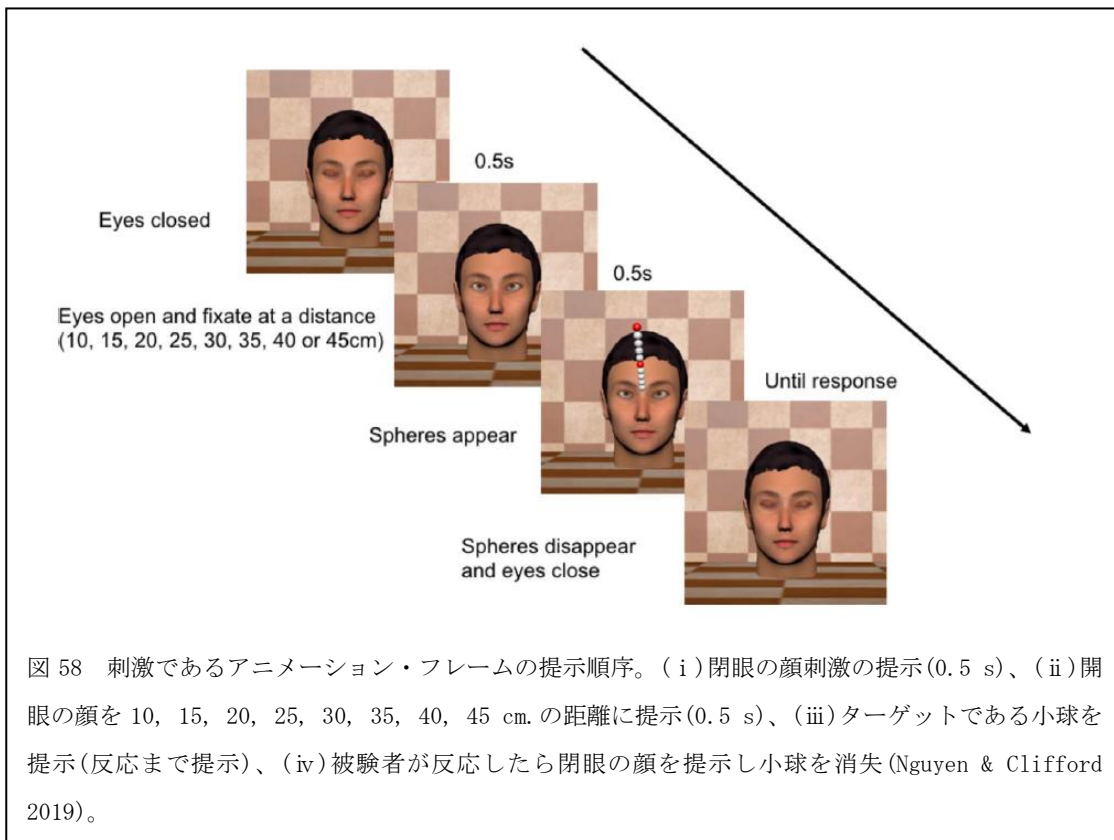 0.5s
Eyes closed
0.5s
Eyes open and fixate at a distance
(10, 15, 20, 25, 30, 35, 40 or 45cm)
Until response
Spheres appear
Spheres disappear
and eyes close
図 58　刺激であるアニメーション・フレームの提示順序。(ⅰ)閉眼の顔刺激の提示(0.5 s)、(ⅱ)開
眼の顔を 10, 15, 20, 25, 30, 35, 40, 45 cm.の距離に提示(0.5 s)、(ⅲ)ターゲットである小球を
提示(反応まで提示)、(ⅳ)被験者が反応したら閉眼の顔を提示し小球を消失(Nguyen & Clifford
2019)。